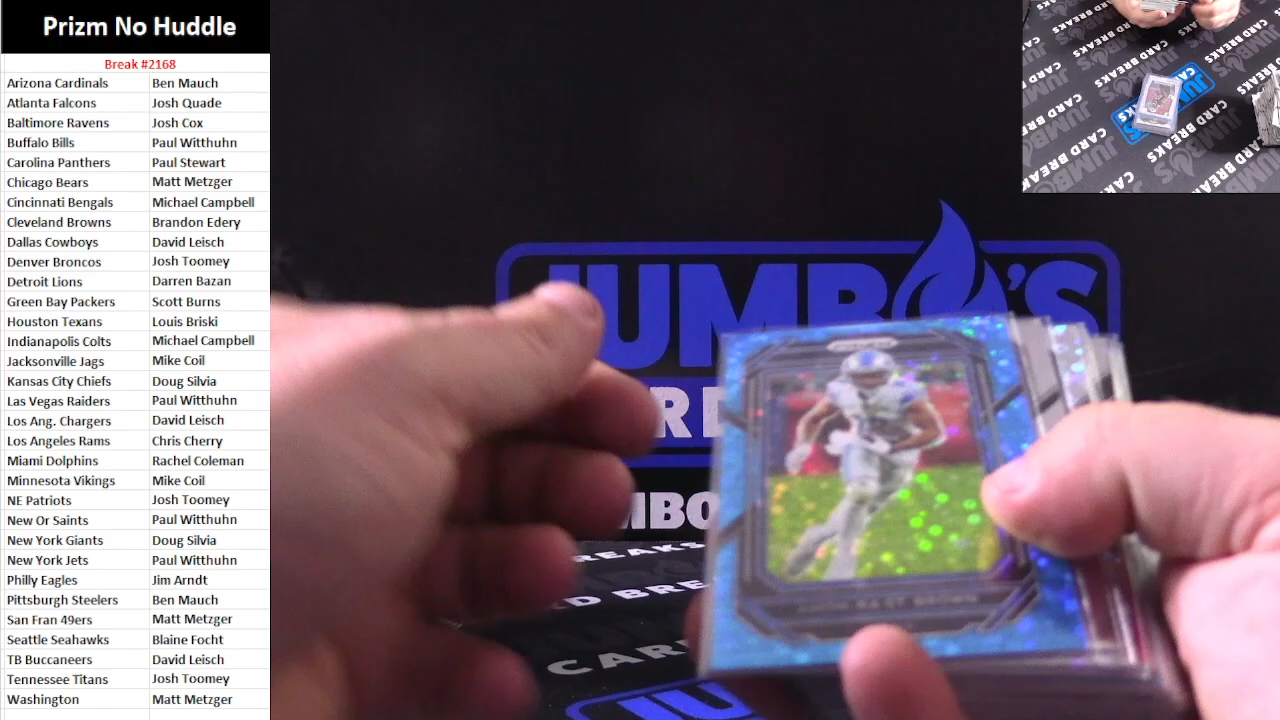 Prizm No Huddle
Break #2168
Arizona Cardinals Ben Mauch
Atlanta Falcons Josh Quade
Baltimore Ravens Josh Cox
Buffalo Bills Paul Witthuhn
Carolina Panthers Paul Stewart
Chicago Bears Matt Metzger
Cincinnati Bengals Michael Campbell
Cleveland Browns Brandon Edery
Dallas Cowboys David Leisch
Denver Broncos Josh Toomey
Detroit Lions Darren Bazan
Green Bay Packers Scott Burns
Houston Texans Louis Briski
Indianapolis Colts Michael Campbell
Jacksonville Jags Mike Coil
Kansas City Chiefs Doug Silvia
Las Vegas Raiders Paul Witthuhn
Los Ang. Chargers David Leisch
Los Angeles Rams Chris Cherry
Miami Dolphins Rachel Coleman
Minnesota Vikings Mike Coil
NE Patriots Josh Toomey
New Or Saints Paul Witthuhn
New York Giants Doug Silvia
New York Jets Paul Witthuhn
Philly Eagles Jim Arndt
Pittsburgh Steelers Ben Mauch
San Fran 49ers Matt Metzger
Seattle Seahawks Blaine Focht
TB Buccaneers David Leisch
Tennessee Titans Josh Toomey
Washington Matt Metzger
JUMBO'S
CARD BREAKS